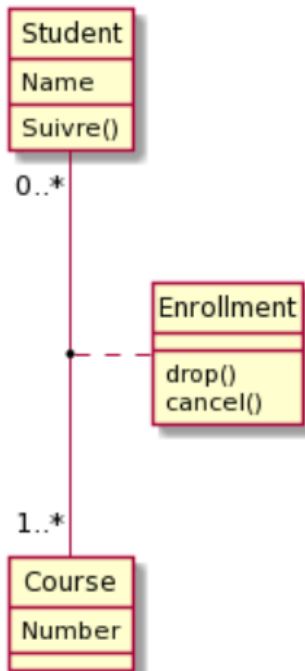 Student
Name
Suivre()
0..*
Enrollment
drop()
cancel()
1..*
Course
Number